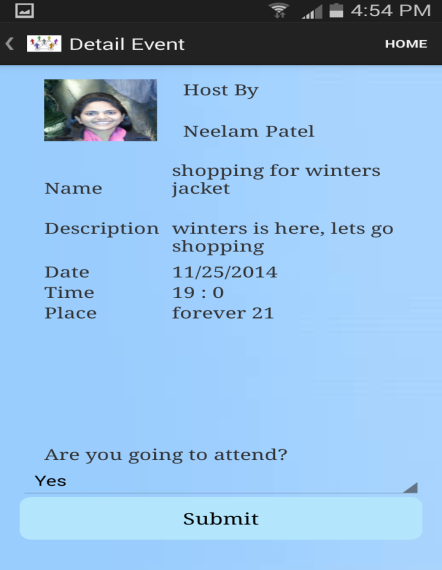 4:54 PM
Detail Event
HOME
Host By
Neelam Patel
Name
shopping for winters
jacket
Description
winters is here, lets go
shopping
Date 11/25/2014
Time 19 : 0
Place forever 21
Are you going to attend?
Yes
Submit